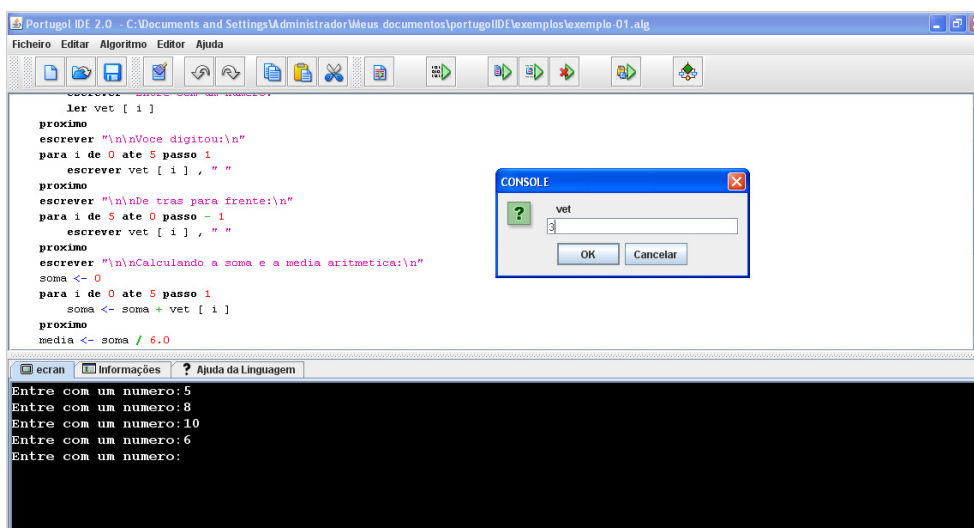 Portugol IDE 2.0 - C:\Documents and Settings\Administrador\Meus documentos\portugolIDE\exemplos\exemplo-01.alg
Ficheiro Editar Algoritmo Editor Ajuda
ler vet [ i ]
proximo
escrever "\n\nVoce digitou:\n"
para i de 0 ate 5 passo 1
escrever vet [ i ] , " "
proximo
escrever "\n\nDe tras para frente:\n"
para i de 5 ate 0 passo - 1
escrever vet [ i ] , " "
proximo
escrever "\n\nCalculando a soma e a media aritmetica:\n"
soma <- 0
para i de 0 ate 5 passo 1
soma <- soma + vet [ i ]
proximo
media <- soma / 6.0
CONSOLE
vet
3
OK Cancelar
ecran Informações Ajuda da Linguagem
Entre com um numero:5
Entre com um numero:8
Entre com um numero:10
Entre com um numero:6
Entre com um numero: